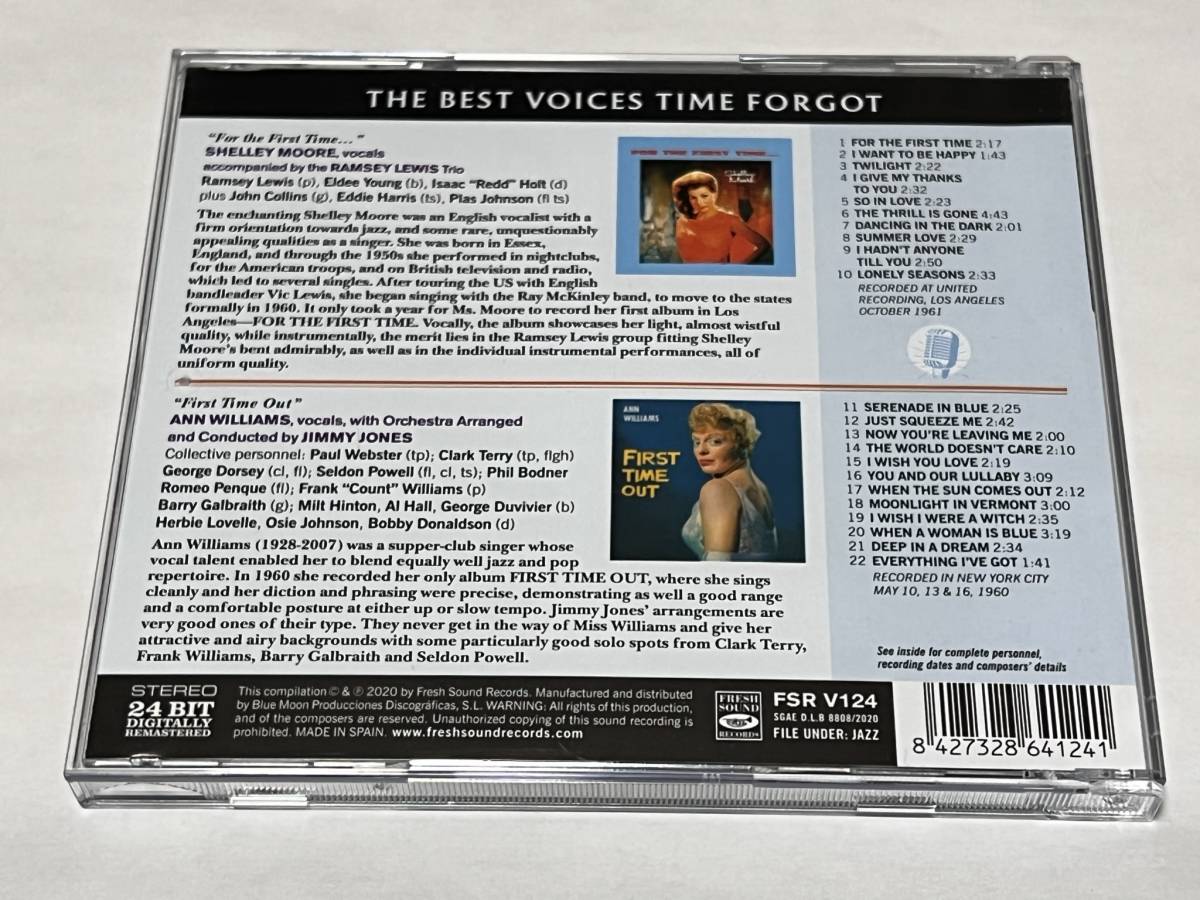 THE BEST VOICES TIME FORGOT
"For the First Time..."
SHELLEY MOORE, vocals
accompanied by the RAMSEY LEWIS Trio
Ramsey Lewis (p), Eldee Young (b), Isaac "Redd" Holt (d)
plus John Collins (g), Eddie Harris (ts), Plas Johnson (fl ts)
The enchanting Shelley Moore was an English vocalist with a
firm orientation towards jazz, and some rare, unquestionably
appealing qualities as a singer. She was born in Essex,
England, and through the 1950s she performed in nightclubs,
for the American troops, and on British television and radio,
which led to several singles. After touring the US with English
bandleader Vic Lewis, she began singing with the Ray McKinley band, to move to the states
formally in 1960. It only took a year for Ms. Moore to record her first album in Los
Angeles—FOR THE FIRST TIME. Vocally, the album showcases her light, almost wistful
quality, while instrumentally, the merit lies in the Ramsey Lewis group fitting Shelley
Moore's bent admirably, as well as in the individual instrumental performances, all of
uniform quality.
FOR THE FIRST TIME...
Shelley
Moore
1 FOR THE FIRST TIME 2:17
2 I WANT TO BE HAPPY 1:43
3 TWILIGHT 2:22
4 I GIVE MY THANKS
TO YOU 2:32
5 SO IN LOVE 2:23
6 THE THRILL IS GONE 4:43
7 DANCING IN THE DARK 2:01
8 SUMMER LOVE 2:29
9 I HADN'T ANYONE
TILL YOU 2:50
10 LONELY SEASONS 2:33
RECORDED AT UNITED
RECORDING, LOS ANGELES
OCTOBER 1961
"First Time Out"
ANN WILLIAMS, vocals, with Orchestra Arranged
and Conducted by JIMMY JONES
Collective personnel: Paul Webster (tp); Clark Terry (tp, flgh)
George Dorsey (cl, fl); Seldon Powell (fl, cl, ts); Phil Bodner
Romeo Penque (fl); Frank "Count" Williams (p)
Barry Galbraith (g); Milt Hinton, Al Hall, George Duvivier (b)
Herbie Lovelle, Osie Johnson, Bobby Donaldson (d)
Ann Williams (1928-2007) was a supper-club singer whose
vocal talent enabled her to blend equally well jazz and pop
repertoire. In 1960 she recorded her only album FIRST TIME OUT, where she sings
cleanly and her diction and phrasing were precise, demonstrating as well a good range
and a comfortable posture at either up or slow tempo. Jimmy Jones' arrangements are
very good ones of their type. They never get in the way of Miss Williams and give her
attractive and airy backgrounds with some particularly good solo spots from Clark Terry,
Frank Williams, Barry Galbraith and Seldon Powell.
ANN
WILLIAMS
FIRST
TIME
OUT
11 SERENADE IN BLUE 2:25
12 JUST SQUEEZE ME 2:42
13 NOW YOU'RE LEAVING ME 2:00
14 THE WORLD DOESN'T CARE 2:10
15 I WISH YOU LOVE 2:19
16 YOU AND OUR LULLABY 3:09
17 WHEN THE SUN COMES OUT 2:12
18 MOONLIGHT IN VERMONT 3:00
19 I WISH I WERE A WITCH 2:35
20 WHEN A WOMAN IS BLUE 3:19
21 DEEP IN A DREAM 2:34
22 EVERYTHING I'VE GOT 1:41
RECORDED IN NEW YORK CITY
MAY 10, 13 & 16, 1960
See inside for complete personnel,
recording dates and composers' details
STEREO
24 BIT
DIGITALLY
REMASTERED
This compilation © & ℗ 2020 by Fresh Sound Records. Manufactured and distributed
by Blue Moon Producciones Discográficas, S.L. WARNING: All rights of this production,
and of the composers are reserved. Unauthorized copying of this sound recording is
prohibited. MADE IN SPAIN. www.freshsoundrecords.com
FRESH
SOUND
RECORDS
FSR V124
SGAE D.L.B 8808/2020
FILE UNDER: JAZZ
8 427328 641241